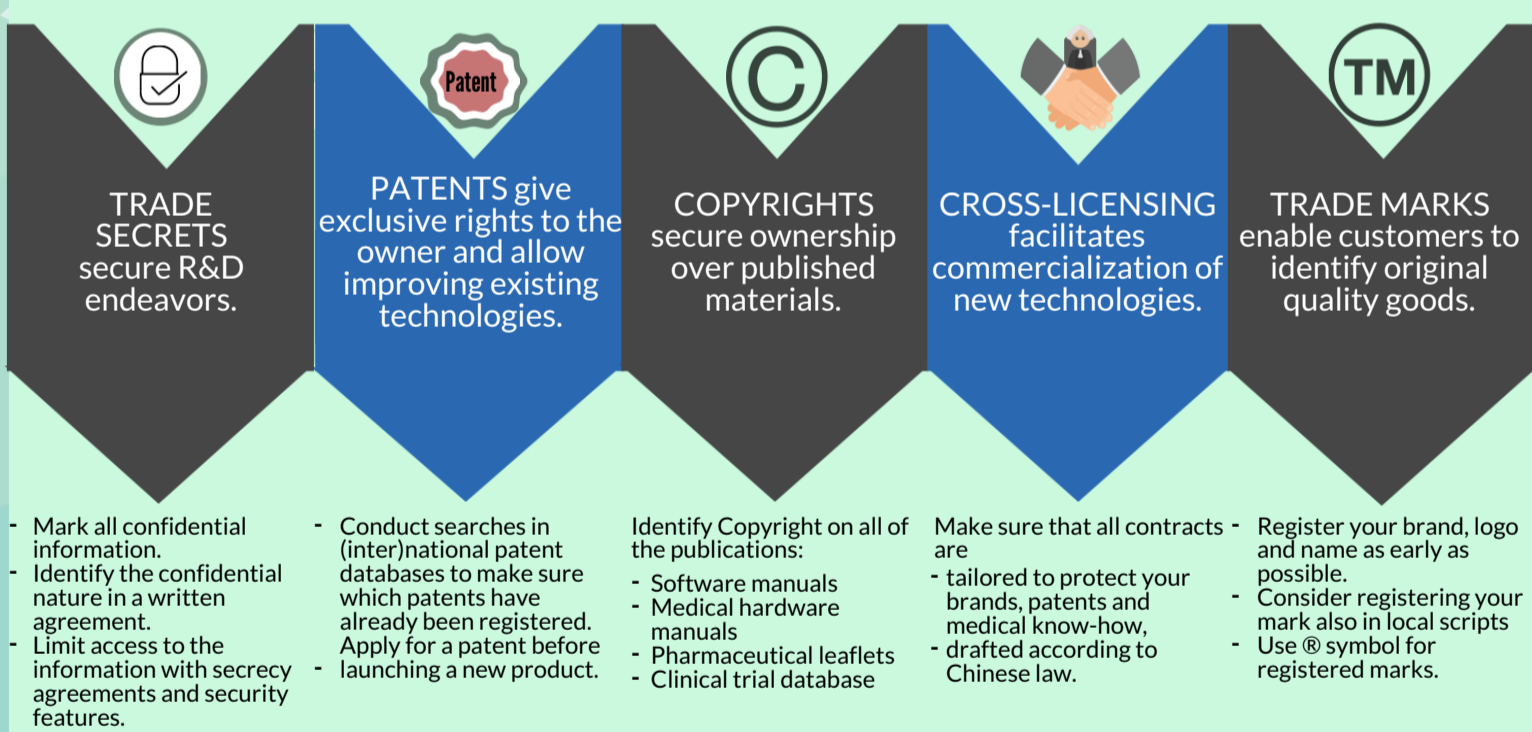 Patent
©
TM
TRADE
SECRETS
secure R&D
endeavors.
PATENTS give
exclusive rights to the
owner and allow
improving existing
technologies.
COPYRIGHTS
secure ownership
over published
materials.
CROSS-LICENSING
facilitates
commercialization of
new technologies.
TRADE MARKS
enable customers to
identify original
quality goods.
- Mark all confidential
information.
- Identify the confidential
nature in a written
agreement.
- Limit access to the
information with secrecy
agreements and security
features.
- Conduct searches in
(inter)national patent
databases to make sure
which patents have
already been registered.
Apply for a patent before
- launching a new product.
Identify Copyright on all of
the publications:
- Software manuals
- Medical hardware
manuals
- Pharmaceutical leaflets
- Clinical trial database
Make sure that all contracts
are
- tailored to protect your
brands, patents and
medical know-how,
- drafted according to
Chinese law.
- Register your brand, logo
and name as early as
possible.
- Consider registering your
mark also in local scripts
- Use ® symbol for
registered marks.